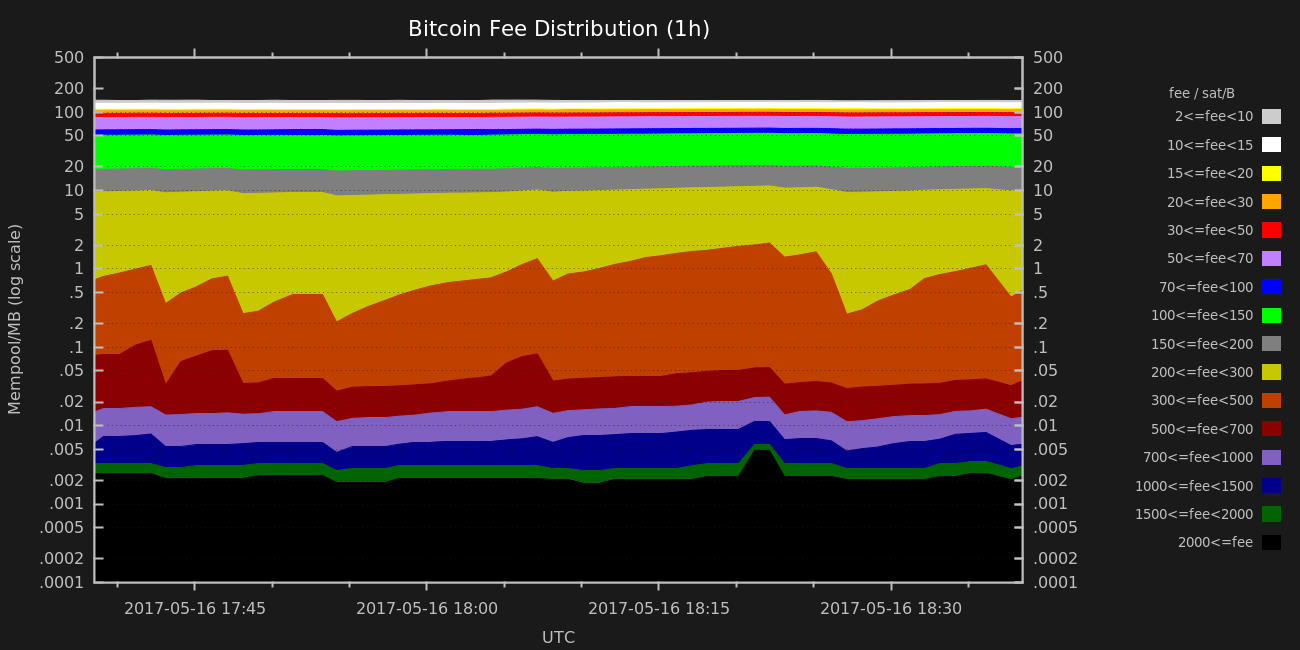 Bitcoin Fee Distribution (1h)
500
200
100
50
20
10
5
2
1
.5
.2
.1
.05
.02
.01
.005
.002
.001
.0005
.0002
.0001
Mempool/MB (log scale)
500
200
100
50
20
10
5
2
1
.5
.2
.1
.05
.02
.01
.005
.002
.001
.0005
.0002
.0001
2017-05-16 17:45
2017-05-16 18:00
2017-05-16 18:15
2017-05-16 18:30
UTC
fee / sat/B
2<=fee<10
10<=fee<15
15<=fee<20
20<=fee<30
30<=fee<50
50<=fee<70
70<=fee<100
100<=fee<150
150<=fee<200
200<=fee<300
300<=fee<500
500<=fee<700
700<=fee<1000
1000<=fee<1500
1500<=fee<2000
2000<=fee